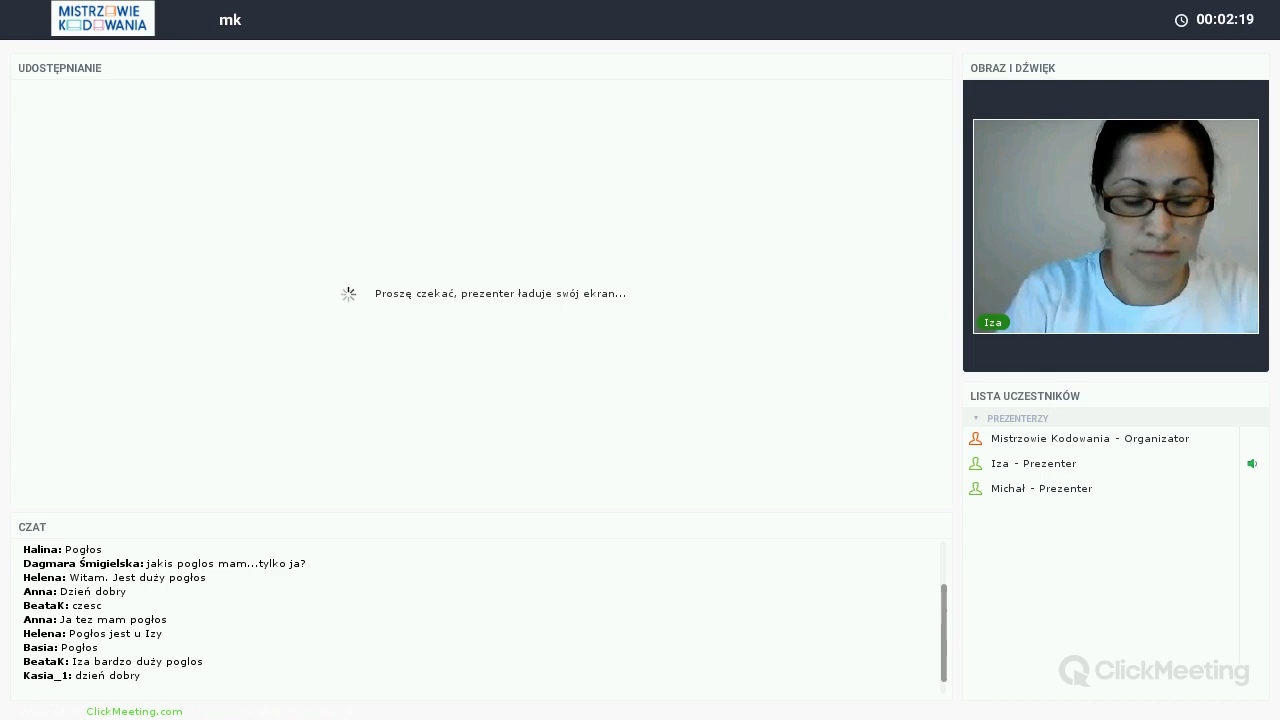 MISTRZOWIE
KODOWANIA
mk
00:02:19
UDOSTĘPNIANIE
Proszę czekać, prezenter ładuje swój ekran...
CZAT
Halina: Pogłos
Dagmara Śmigielska: jakis poglos mam...tylko ja?
Helena: Witam. Jest duży pogłos
Anna: Dzień dobry
BeataK: czesc
Anna: Ja tez mam pogłos
Helena: Pogłos jest u Izy
Basia: Pogłos
BeataK: Iza bardzo duży poglos
Kasia_1: dzień dobry
ClickMeeting.com
OBRAZ I DŹWIĘK
Iza
LISTA UCZESTNIKÓW
PREZENTERZY
Mistrzowie Kodowania - Organizator
Iza - Prezenter
Michał - Prezenter
ClickMeeting